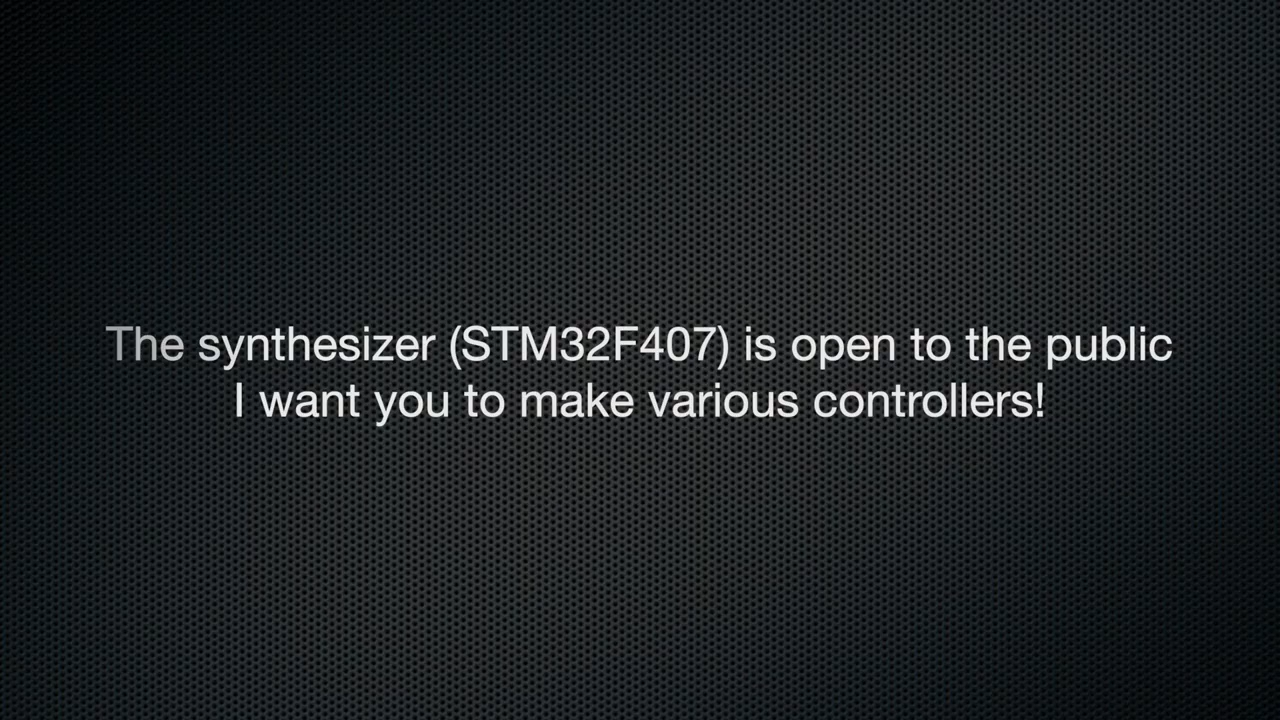 The synthesizer (STM32F407) is open to the public
I want you to make various controllers!